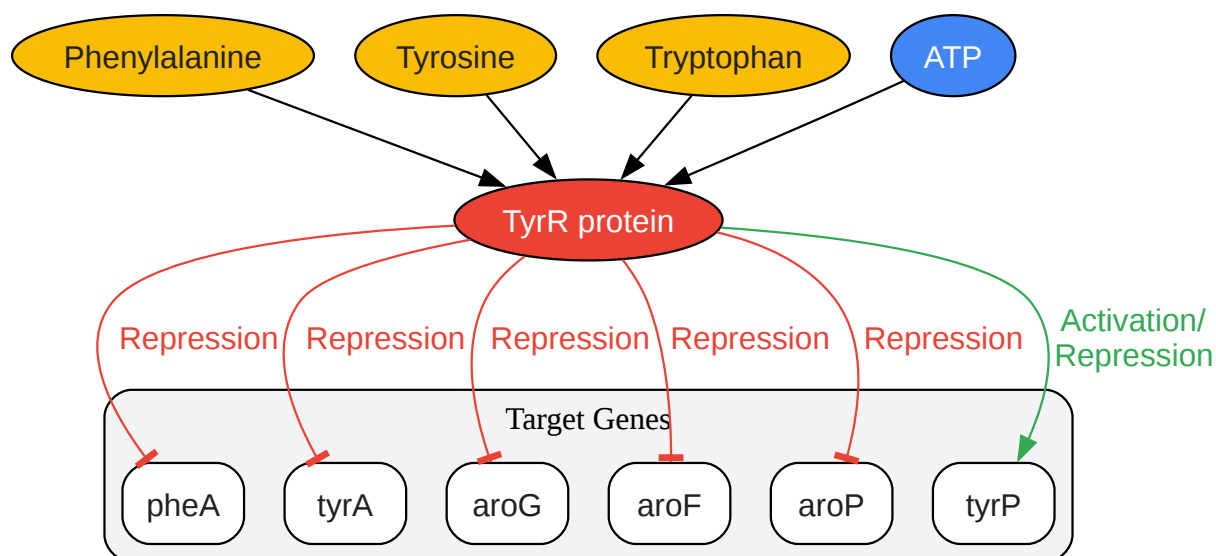 Phenylalanine
Tyrosine
Tryptophan
ATP
TyrR protein
Repression
Repression
Repression
Repression
Repression
Activation/
Repression
Target Genes
pheA
tyrA
aroG
aroF
aroP
tyrP